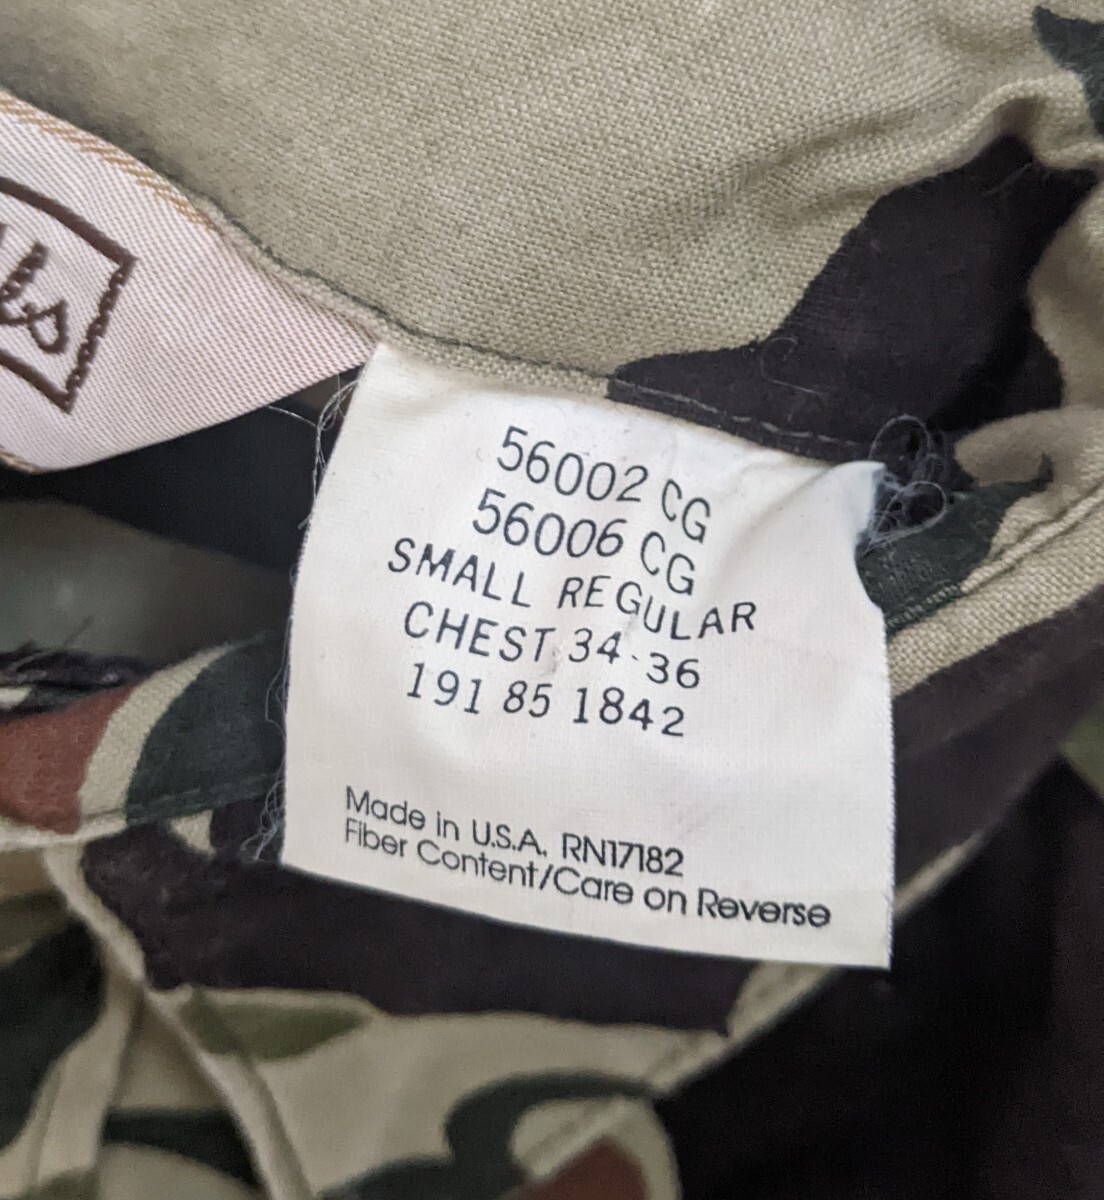 56002 CG
56006 CG
SMALL REGULAR
CHEST 34-36
191 85 1842
Made in U.S.A. RN17182
Fiber Content/Care on Reverse